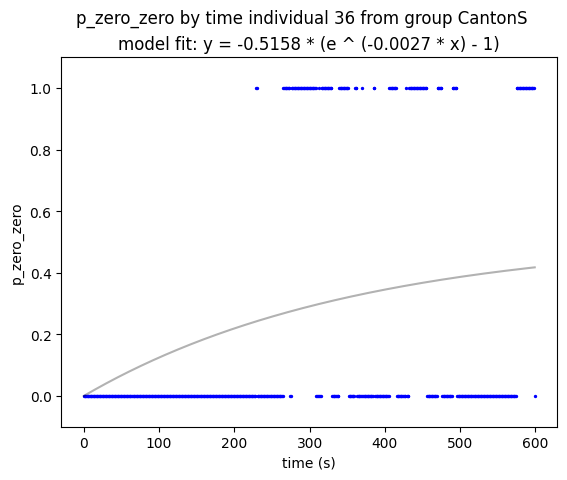 p_zero_zero by time individual 36 from group CantonS
model fit: y = -0.5158 * (e ^ (-0.0027 * x) - 1)
1.0
0.8
0.6
0.4
0.2
0.0
p_zero_zero
0 100 200 300 400 500 600
time (s)